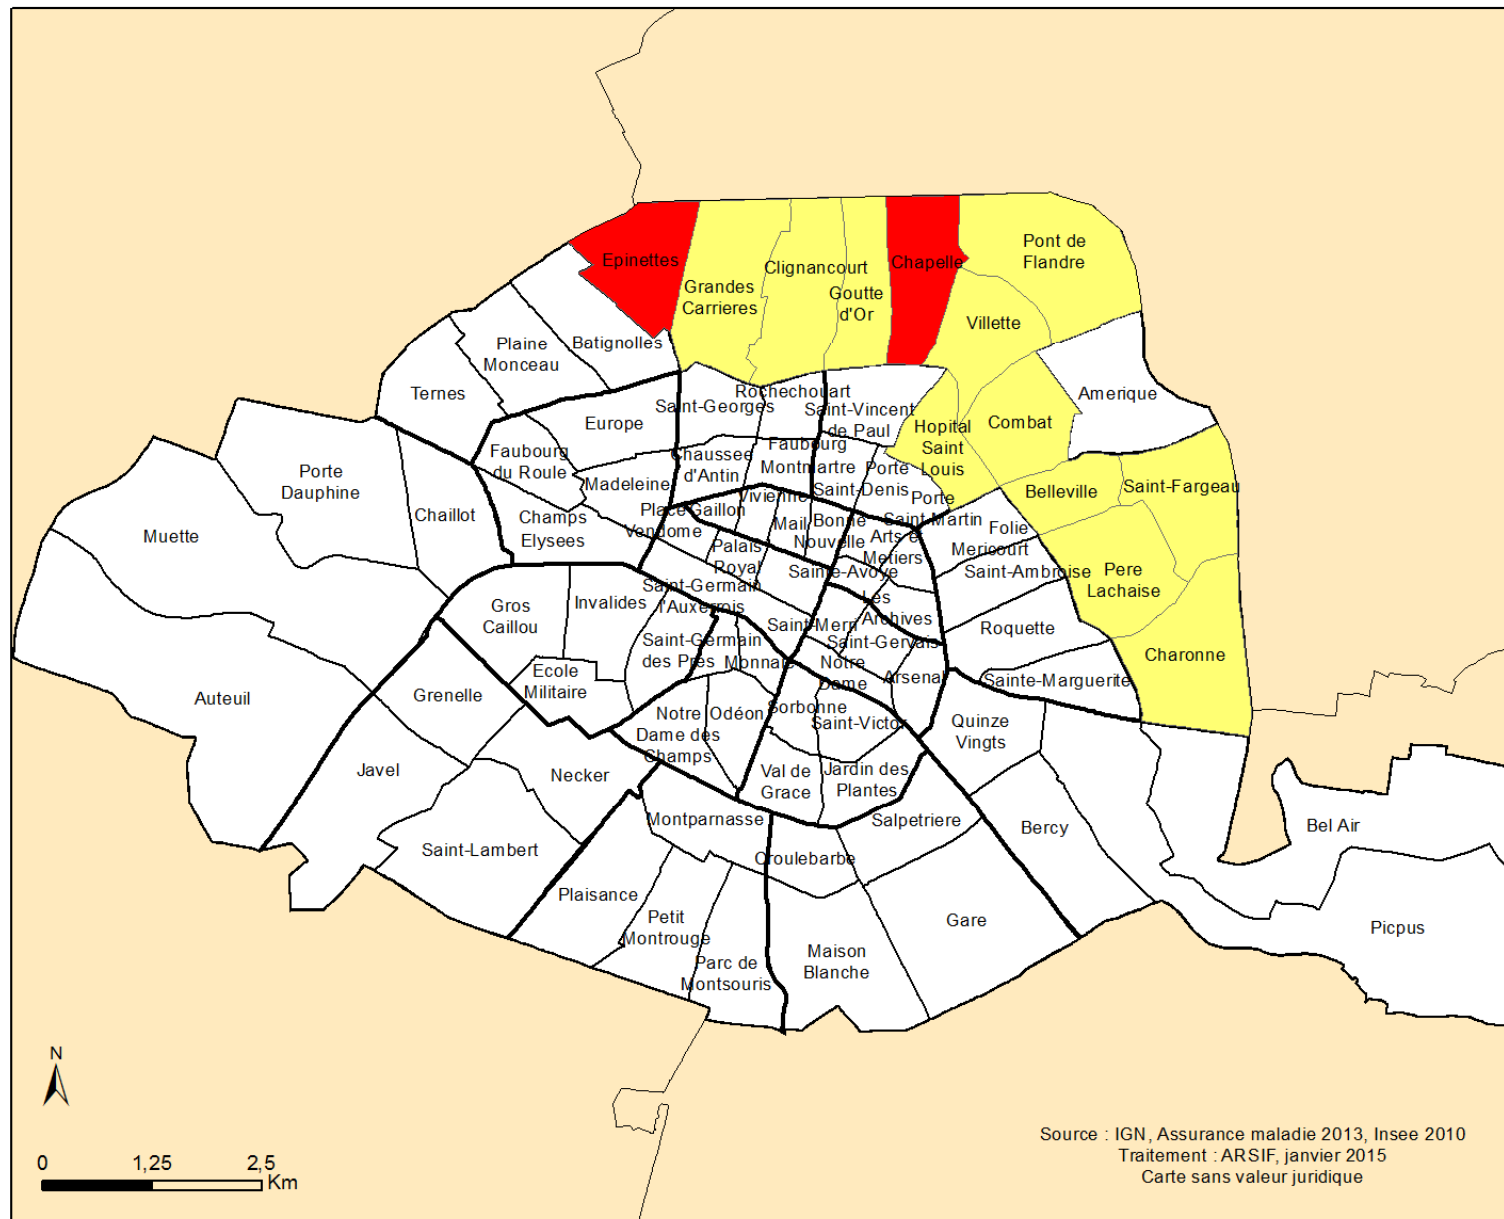 Epinettes
Grandes
Carrieres
Clignancourt
Goutte
d'Or
Chapelle
Pont de
Flandre
Villette
Batignolles
Plaine
Monceau
Ternes
Amérique
Combat
Hopital
Saint
Louis
Rochechouart
Saint-Georges
Saint-Vincent
de Paul
Europe
Faubourg
du Roule
Chaussee
d'Antin
Faubourg
Montmartre
Porte
Saint-Denis
Porte
Saint-Martin
Belleville
Saint-Fargeau
Porte
Dauphine
Chaillot
Muette
Madeleine
Champs
Elysees
Place
Vendome
Gaillon
Vivienne
Mail
Bonne
Nouvelle
Arts et
Metiers
Folie
Mericourt
Saint-Ambroise
Palais
Royal
Sainte-Avoye
Les
Archives
Pere
Lachaise
Saint-Germain
l'Auxerrois
Invalides
Gros
Caillou
Saint-Merri
Saint-Gervais
Roquette
Charonne
Saint-Germain
des Pres
Monnaie
Notre
Dame
Arsenal
Sainte-Marguerite
Ecole
Militaire
Auteuil
Grenelle
Notre
Dame des
Champs
Odéon
Sorbonne
Saint-Victor
Quinze
Vingts
Javel
Necker
Val de
Grace
Jardin des
Plantes
Montparnasse
Salpetriere
Bercy
Bel Air
Saint-Lambert
Croulebarbe
Plaisance
Petit
Montrouge
Parc de
Montsouris
Maison
Blanche
Gare
Picpus
N
0 1,25 2,5
Km
Source : IGN, Assurance maladie 2013, Insee 2010
Traitement : ARSIF, janvier 2015
Carte sans valeur juridique